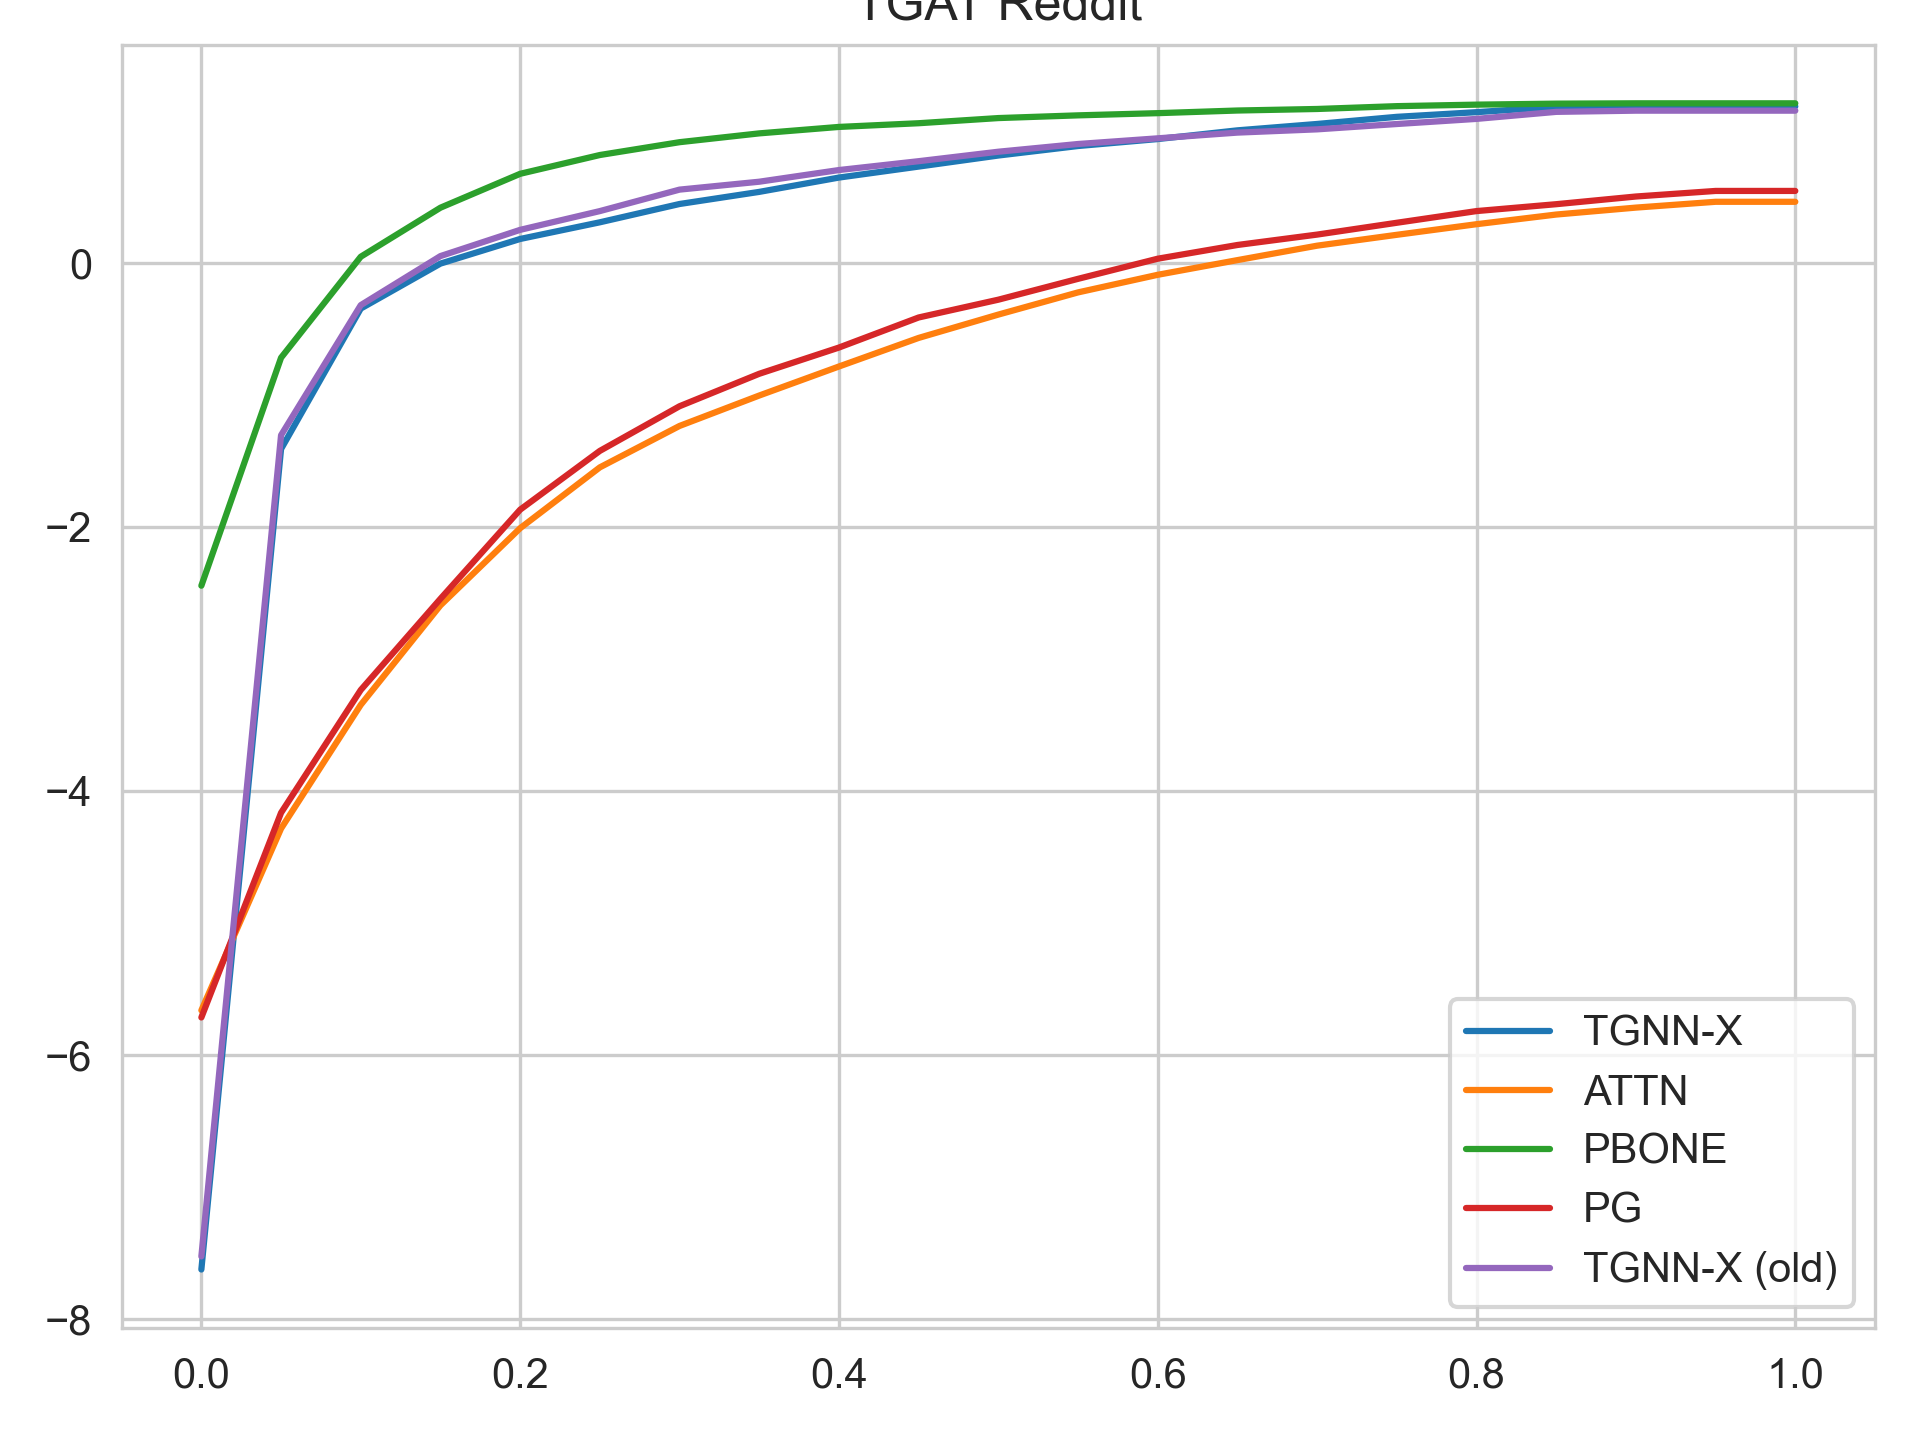 TGAT Reddit
0
−2
−4
−6
−8
0.0 0.2 0.4 0.6 0.8 1.0
TGNN-X
ATTN
PBONE
PG
TGNN-X (old)